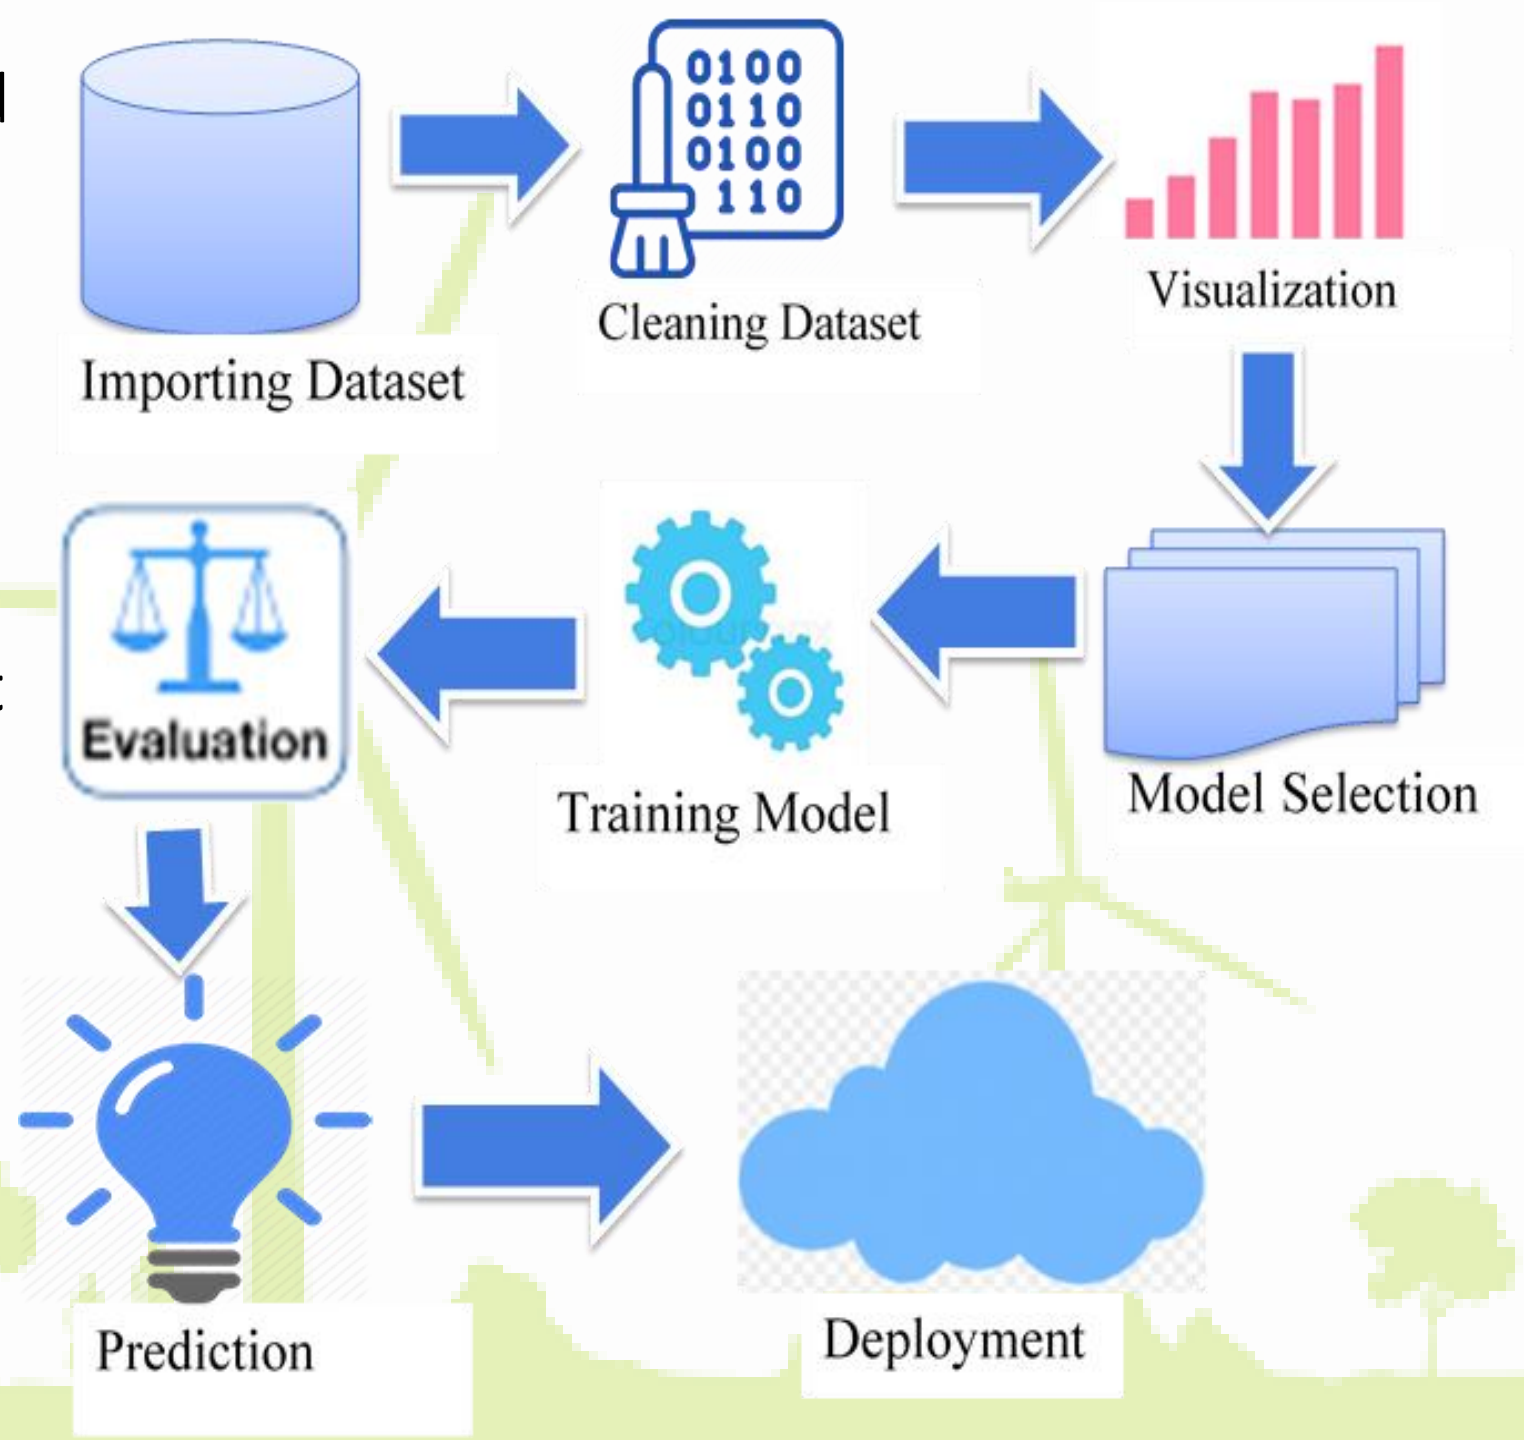 0100
0110
0100
110
Importing Dataset
Cleaning Dataset
Visualization
Evaluation
Training Model
Model Selection
Prediction
Deployment